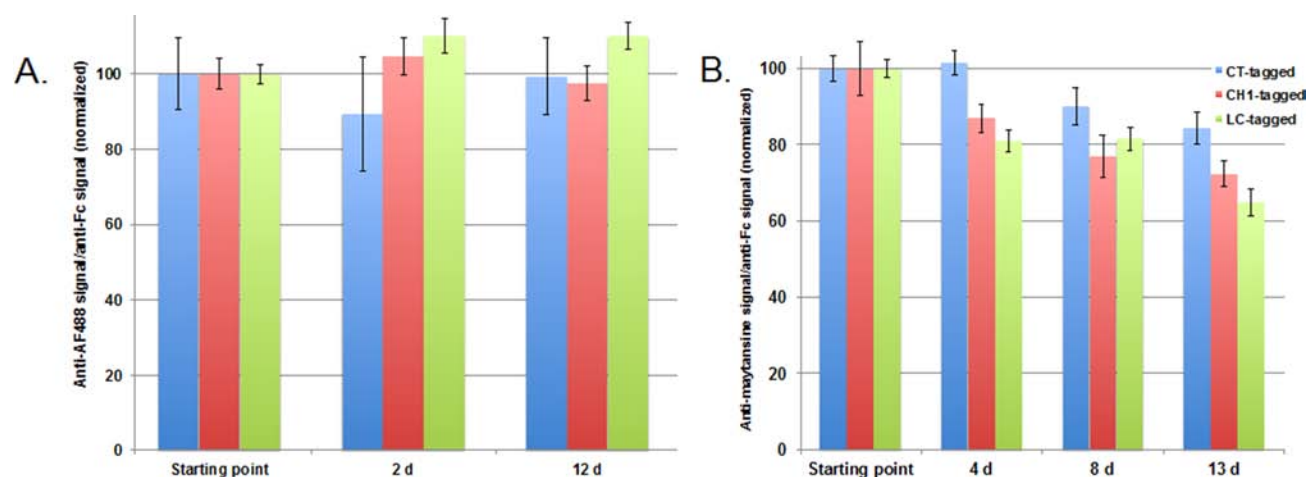 A.
Anti-AF488 signal/anti-Fc signal (normalized)
100
80
60
40
20
0
Starting point
2 d
12 d
B.
Anti-maytansine signal/anti-Fc signal (normalized)
100
80
60
40
20
0
Starting point
4 d
8 d
13 d
CT-tagged
CH1-tagged
LC-tagged